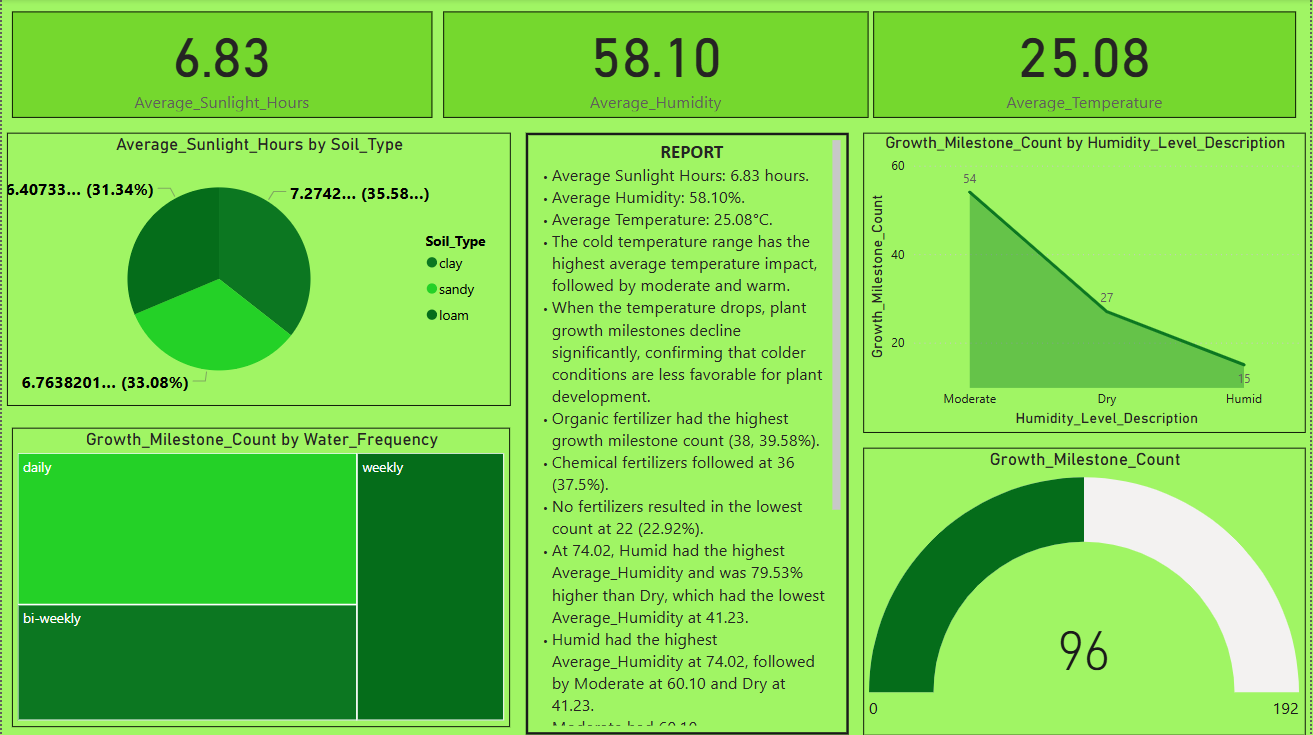 6.83
Average_Sunlight_Hours
58.10
Average_Humidity
25.08
Average_Temperature
Average_Sunlight_Hours by Soil_Type
6.40733... (31.34%)
7.2742... (35.58...)
6.7638201... (33.08%)
Soil_Type
clay
sandy
loam
Growth_Milestone_Count by Water_Frequency
daily
weekly
bi-weekly
REPORT
• Average Sunlight Hours: 6.83 hours.
• Average Humidity: 58.10%.
• Average Temperature: 25.08°C.
• The cold temperature range has the
highest average temperature impact,
followed by moderate and warm.
• When the temperature drops, plant
growth milestones decline
significantly, confirming that colder
conditions are less favorable for plant
development.
• Organic fertilizer had the highest
growth milestone count (38, 39.58%).
• Chemical fertilizers followed at 36
(37.5%).
• No fertilizers resulted in the lowest
count at 22 (22.92%).
• At 74.02, Humid had the highest
Average_Humidity and was 79.53%
higher than Dry, which had the lowest
Average_Humidity at 41.23.
• Humid had the highest
Average_Humidity at 74.02, followed
by Moderate at 60.10 and Dry at
41.23.
Moderate had 60.10
Growth_Milestone_Count by Humidity_Level_Description
Growth_Milestone_Count
60
40
20
54
27
15
Moderate
Dry
Humid
Humidity_Level_Description
Growth_Milestone_Count
96
0
192